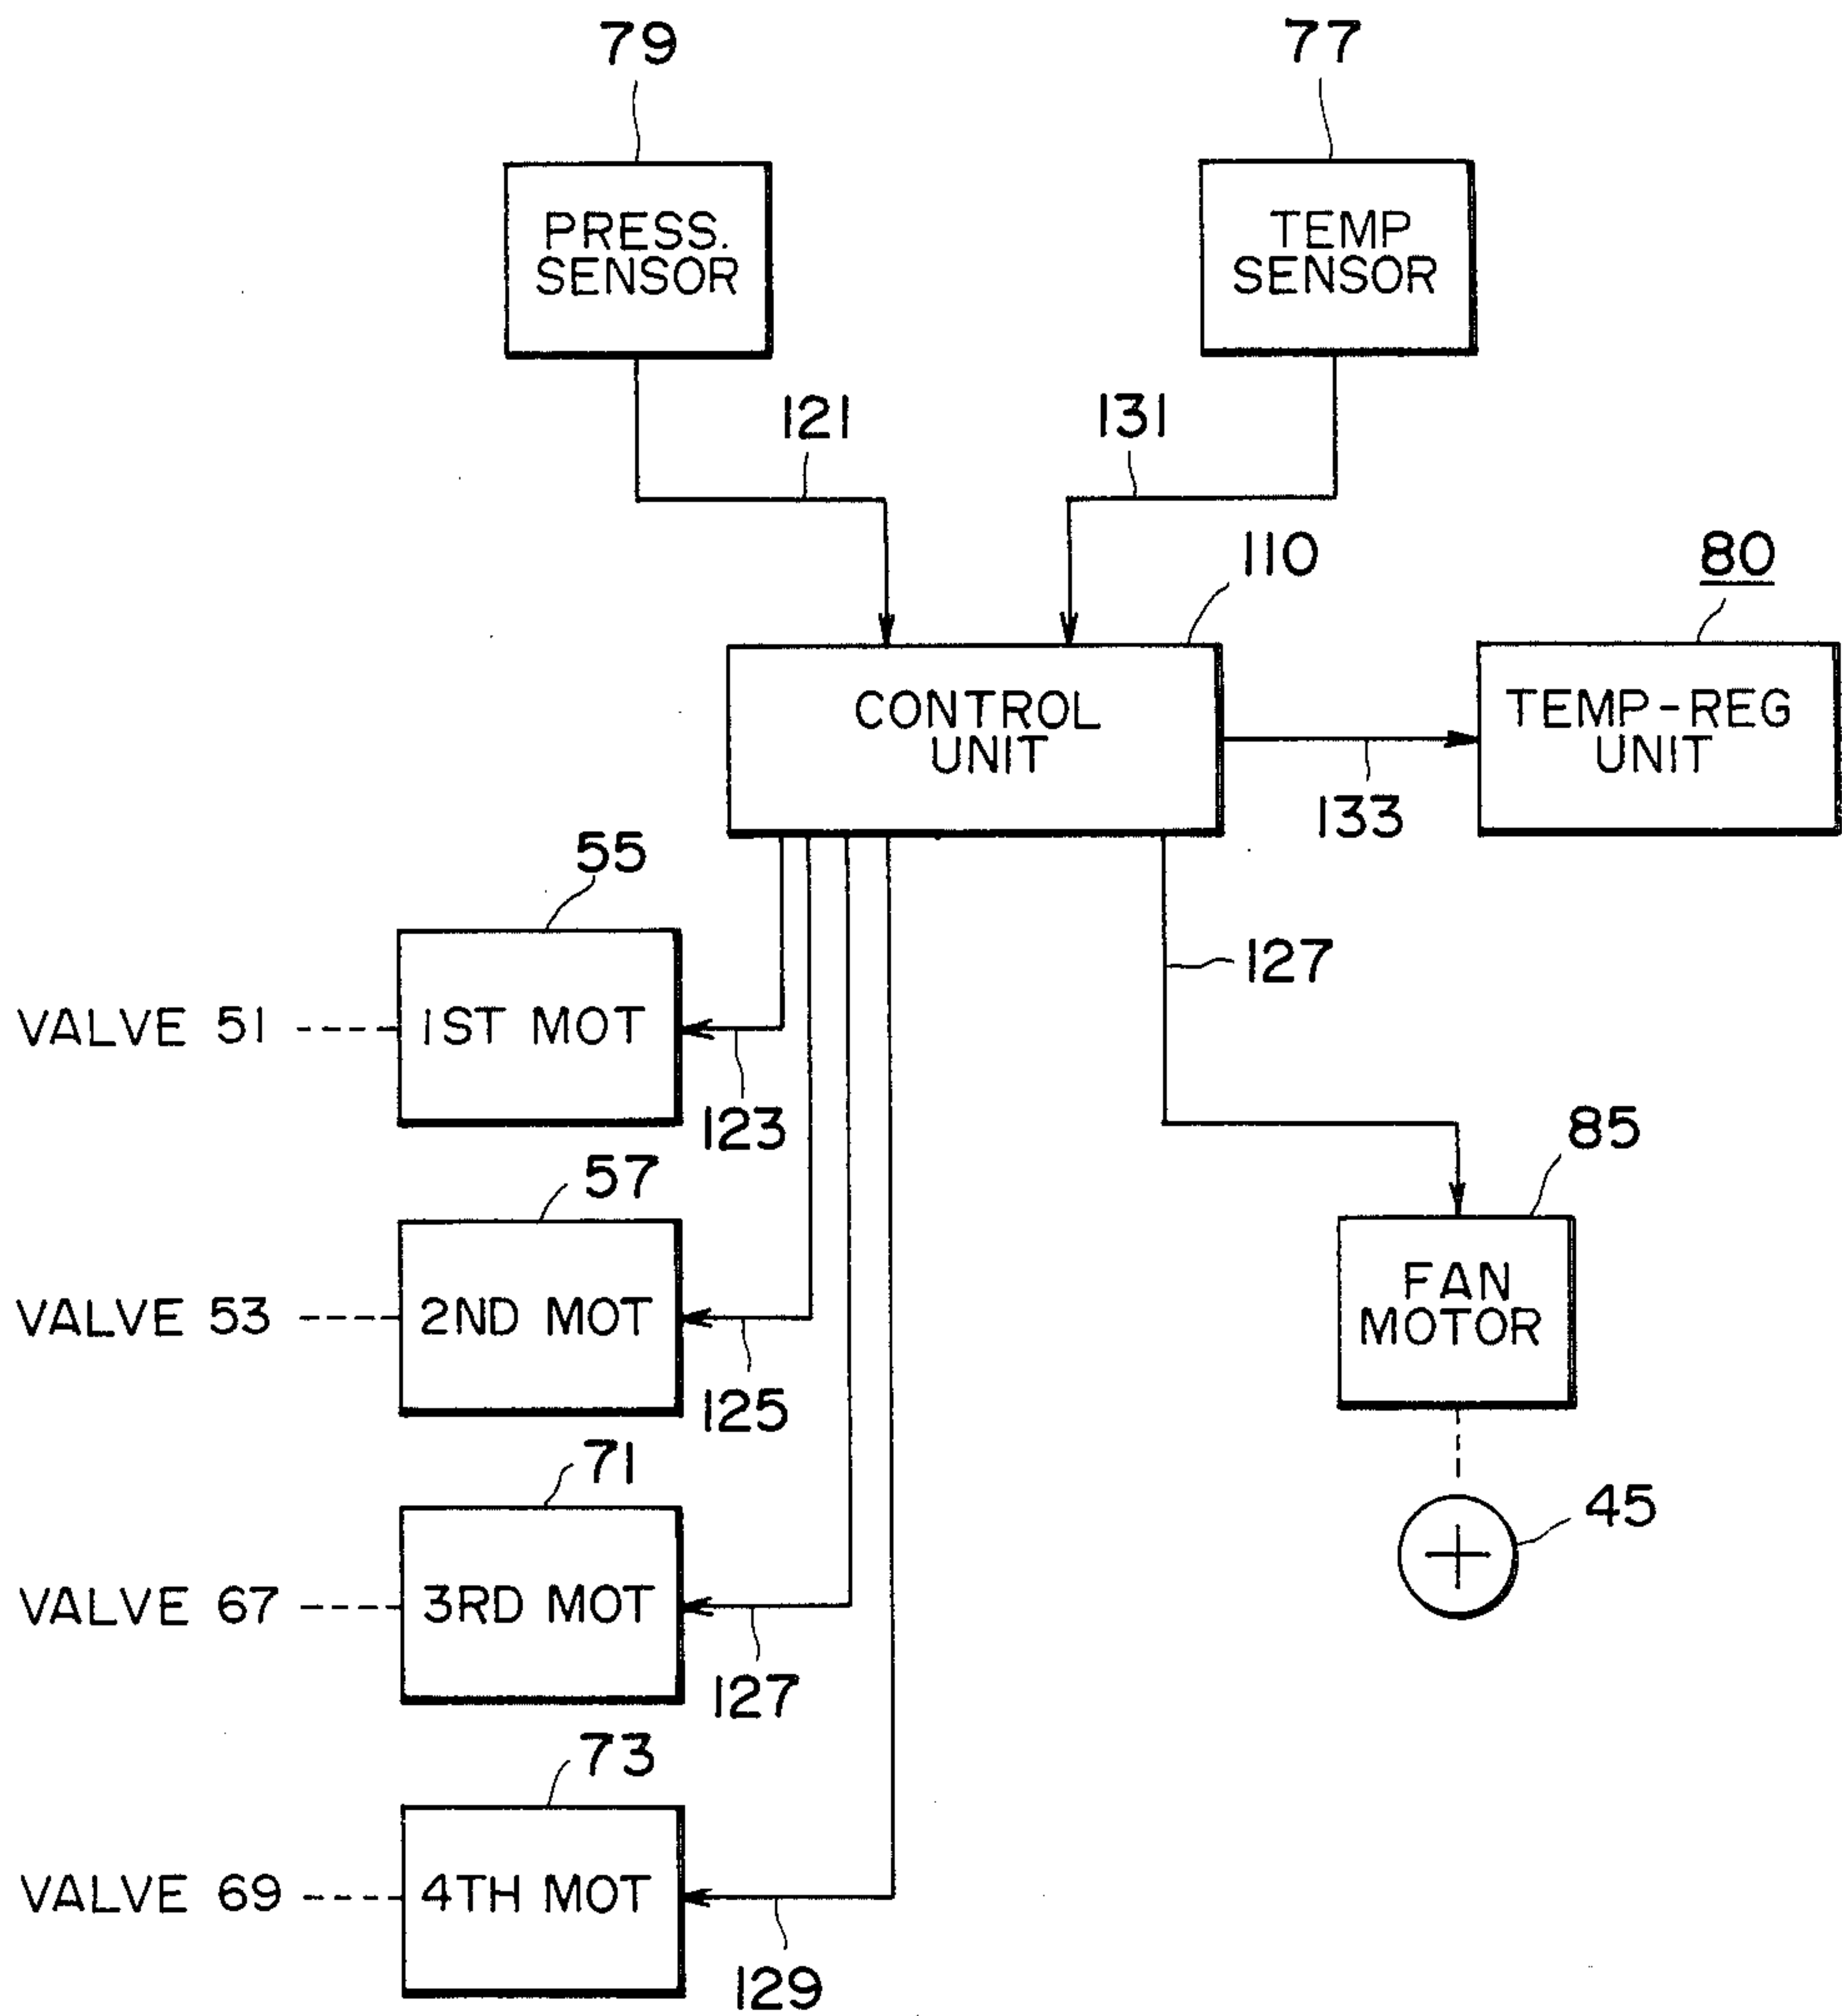 79
77
PRESS.
SENSOR
TEMP
SENSOR
121
131
110
80
CONTROL
UNIT
TEMP-REG
UNIT
133
55
127
VALVE 51
1ST MOT
123
85
57
FAN
MOTOR
VALVE 53
2ND MOT
125
71
45
VALVE 67
3RD MOT
127
73
VALVE 69
4TH MOT
129